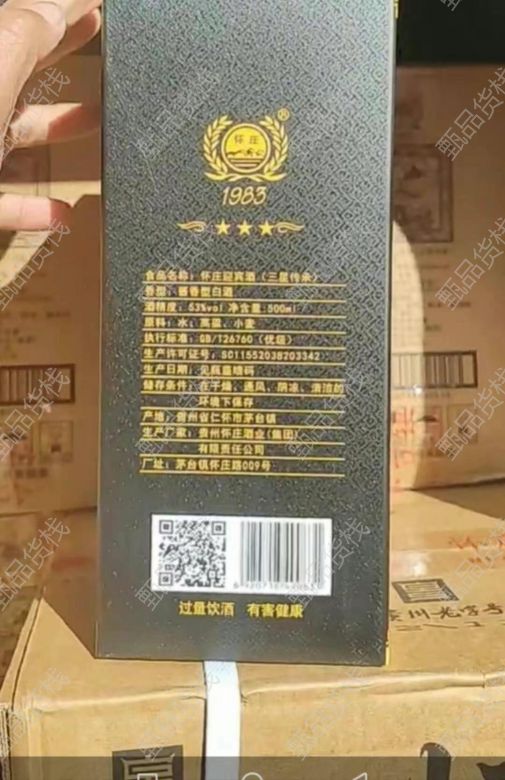 怀庄
®
1983
食品名称：怀庄迎宾酒（三星传承）
香型：酱香型白酒
酒精度：53%vol 净含量：500ml
原料：水、高粱、小麦
执行标准：GB/T26760（优级）
生产许可证号：SC11552038203342
生产日期：见瓶盖喷码
储存条件：在干燥、通风、阴凉、清洁的
环境下保存
产地：贵州省仁怀市茅台镇
生产厂家：贵州怀庄酒业(集团)
有限责任公司
厂址：茅台镇怀庄路009号
过量饮酒 有害健康
甄品货栈